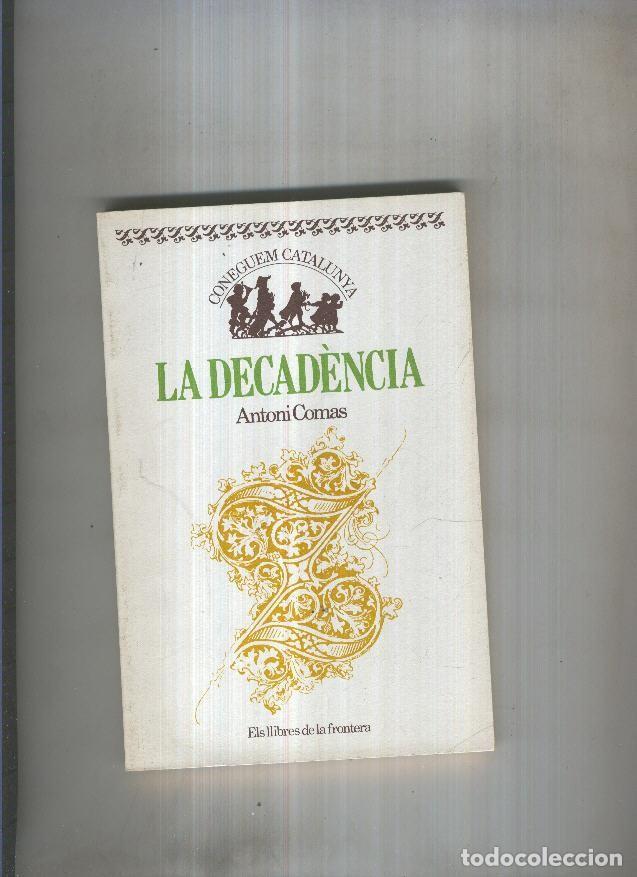 CONEGUEM CATALUNYA
LA DECADÈNCIA
Antoni Comas
Els llibres de la frontera
todocoleccion